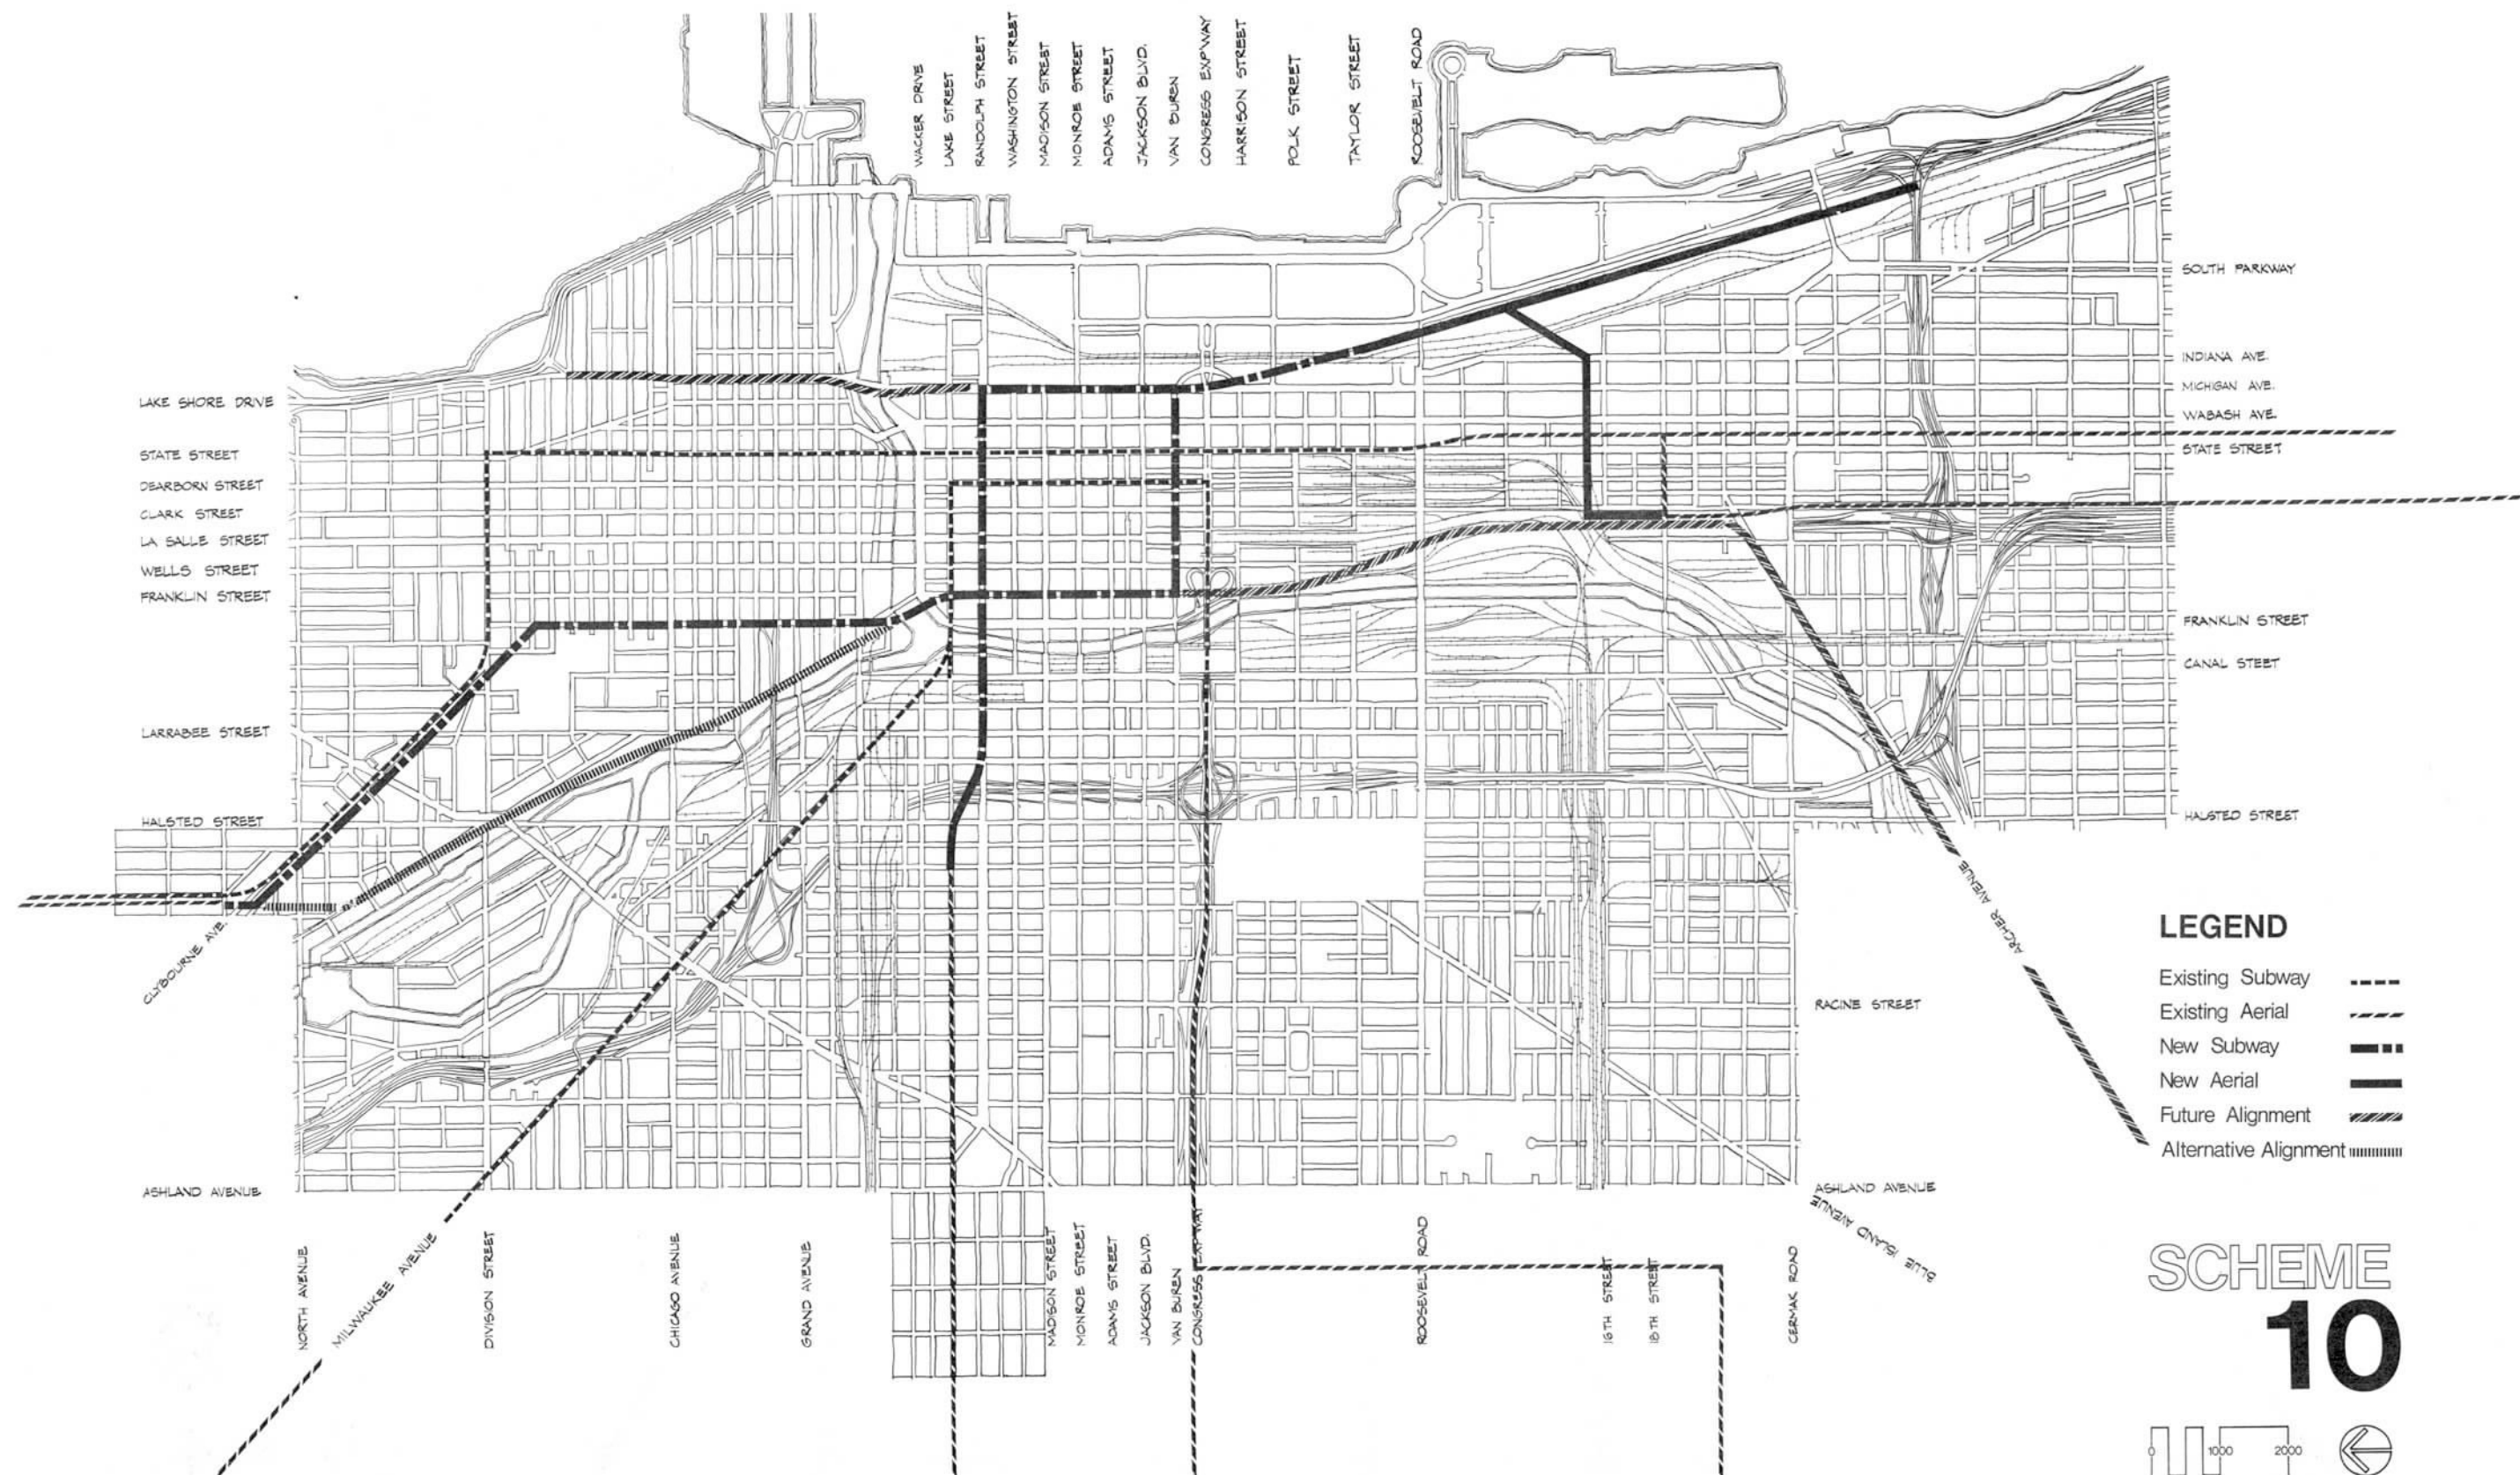 WACKER DRIVE
LAKE STREET
RANDOLPH STREET
WASHINGTON STREET
MADISON STREET
MONROE STREET
ADAMS STREET
JACKSON BLVD.
VAN BUREN
CONGRESS EXP'WAY
HARRISON STREET
POLK STREET
TAYLOR STREET
ROOSEVELT ROAD
LAKE SHORE DRIVE
STATE STREET
DEARBORN STREET
CLARK STREET
LA SALLE STREET
WELLS STREET
FRANKLIN STREET
LARRABEE STREET
HALSTED STREET
CLYBOURNE AVE.
ASHLAND AVENUE
SOUTH PARKWAY
INDIANA AVE.
MICHIGAN AVE.
WABASH AVE.
STATE STREET
FRANKLIN STREET
CANAL STEET
HALSTED STREET
ARCHER AVENUE
ARCHER AVENUE
RACINE STREET
ASHLAND AVENUE
BLUE ISLAND AVENUE
NORTH AVENUE
MILWAUKEE AVENUE
DIVISION STREET
CHICAGO AVENUE
GRAND AVENUE
MADISON STREET
MONROE STREET
ADAMS STREET
JACKSON BLVD.
VAN BUREN
CONGRESS EXP'WAY
ROOSEVELT ROAD
16TH STREET
18TH STREET
CERMAK ROAD
LEGEND
Existing Subway
Existing Aerial
New Subway
New Aerial
Future Alignment
Alternative Alignment
SCHEME
10
0 1000 2000